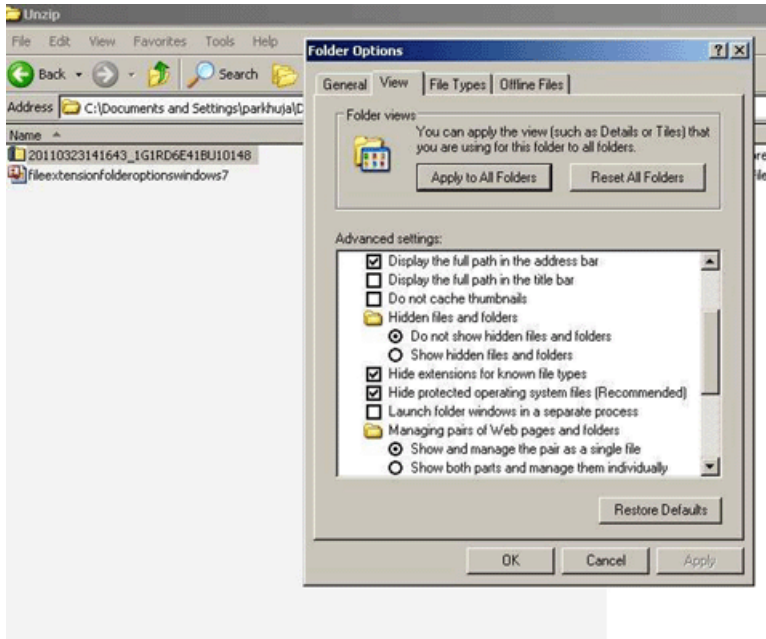 Unzip
File Edit View Favorites Tools Help
Back Search
Address C:\Documents and Settings\parkhuja\D
Name
20110323141643_1G1RD6E41BU10148
fileextensionfolderoptionswindows7
Folder Options
General View File Types Offline Files
Folder views
You can apply the view (such as Details or Tiles) that
you are using for this folder to all folders.
Apply to All Folders Reset All Folders
Advanced settings:
Display the full path in the address bar
Display the full path in the title bar
Do not cache thumbnails
Hidden files and folders
Do not show hidden files and folders
Show hidden files and folders
Hide extensions for known file types
Hide protected operating system files (Recommended)
Launch folder windows in a separate process
Managing pairs of Web pages and folders
Show and manage the pair as a single file
Show both parts and manage them individually
Restore Defaults
OK Cancel Apply